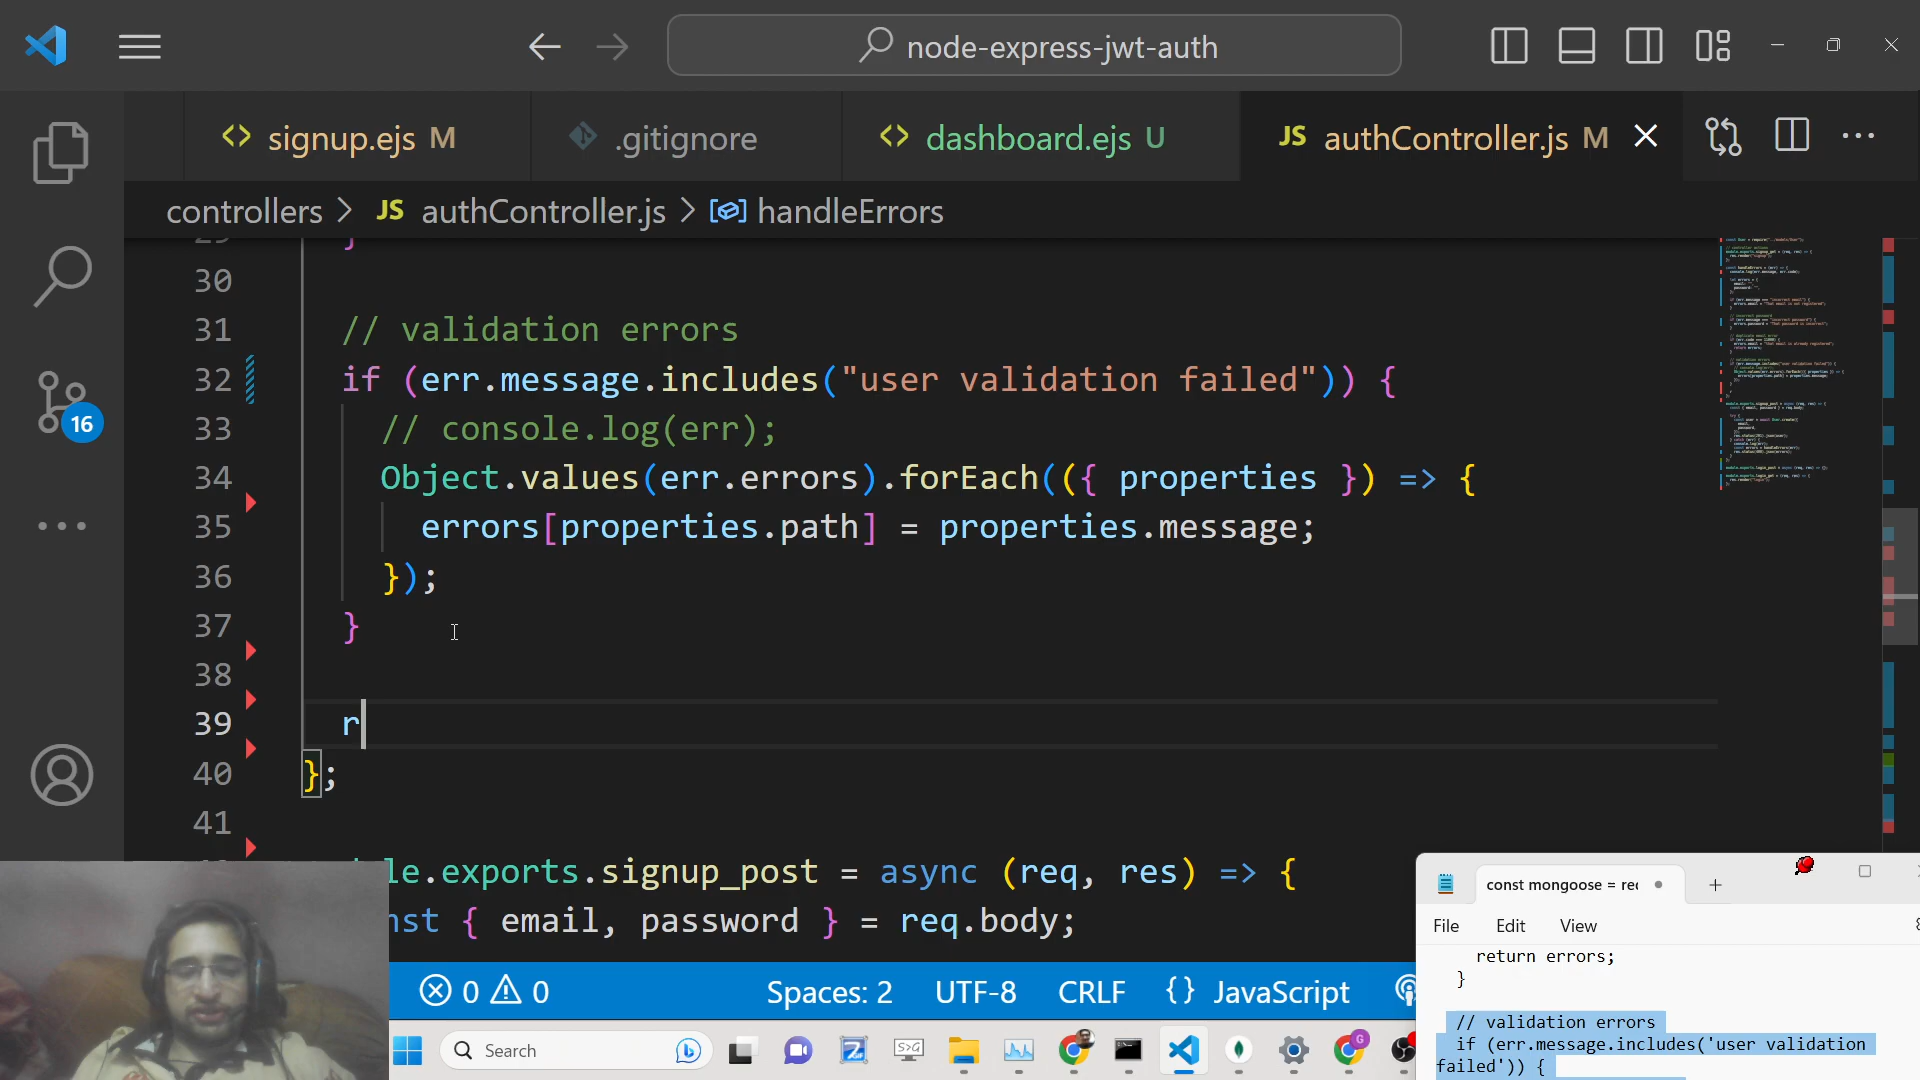 node-express-jwt-auth
signup.ejs M
.gitignore
dashboard.ejs U
JS authController.js M
controllers > JS authController.js > handleErrors
}
30
31 // validation errors
32 if (err.message.includes("user validation failed")) {
33 // console.log(err);
34 Object.values(err.errors).forEach(({ properties }) => {
35 errors[properties.path] = properties.message;
36 });
37 }
38
39 r
40 };
41
le.exports.signup_post = async (req, res) => {
nst { email, password } = req.body;
16
0 0
Spaces: 2
UTF-8
CRLF
{} JavaScript
const mongoose = rec
File
Edit
View
return errors;
}
// validation errors
if (err.message.includes('user validation
failed')) {
Search